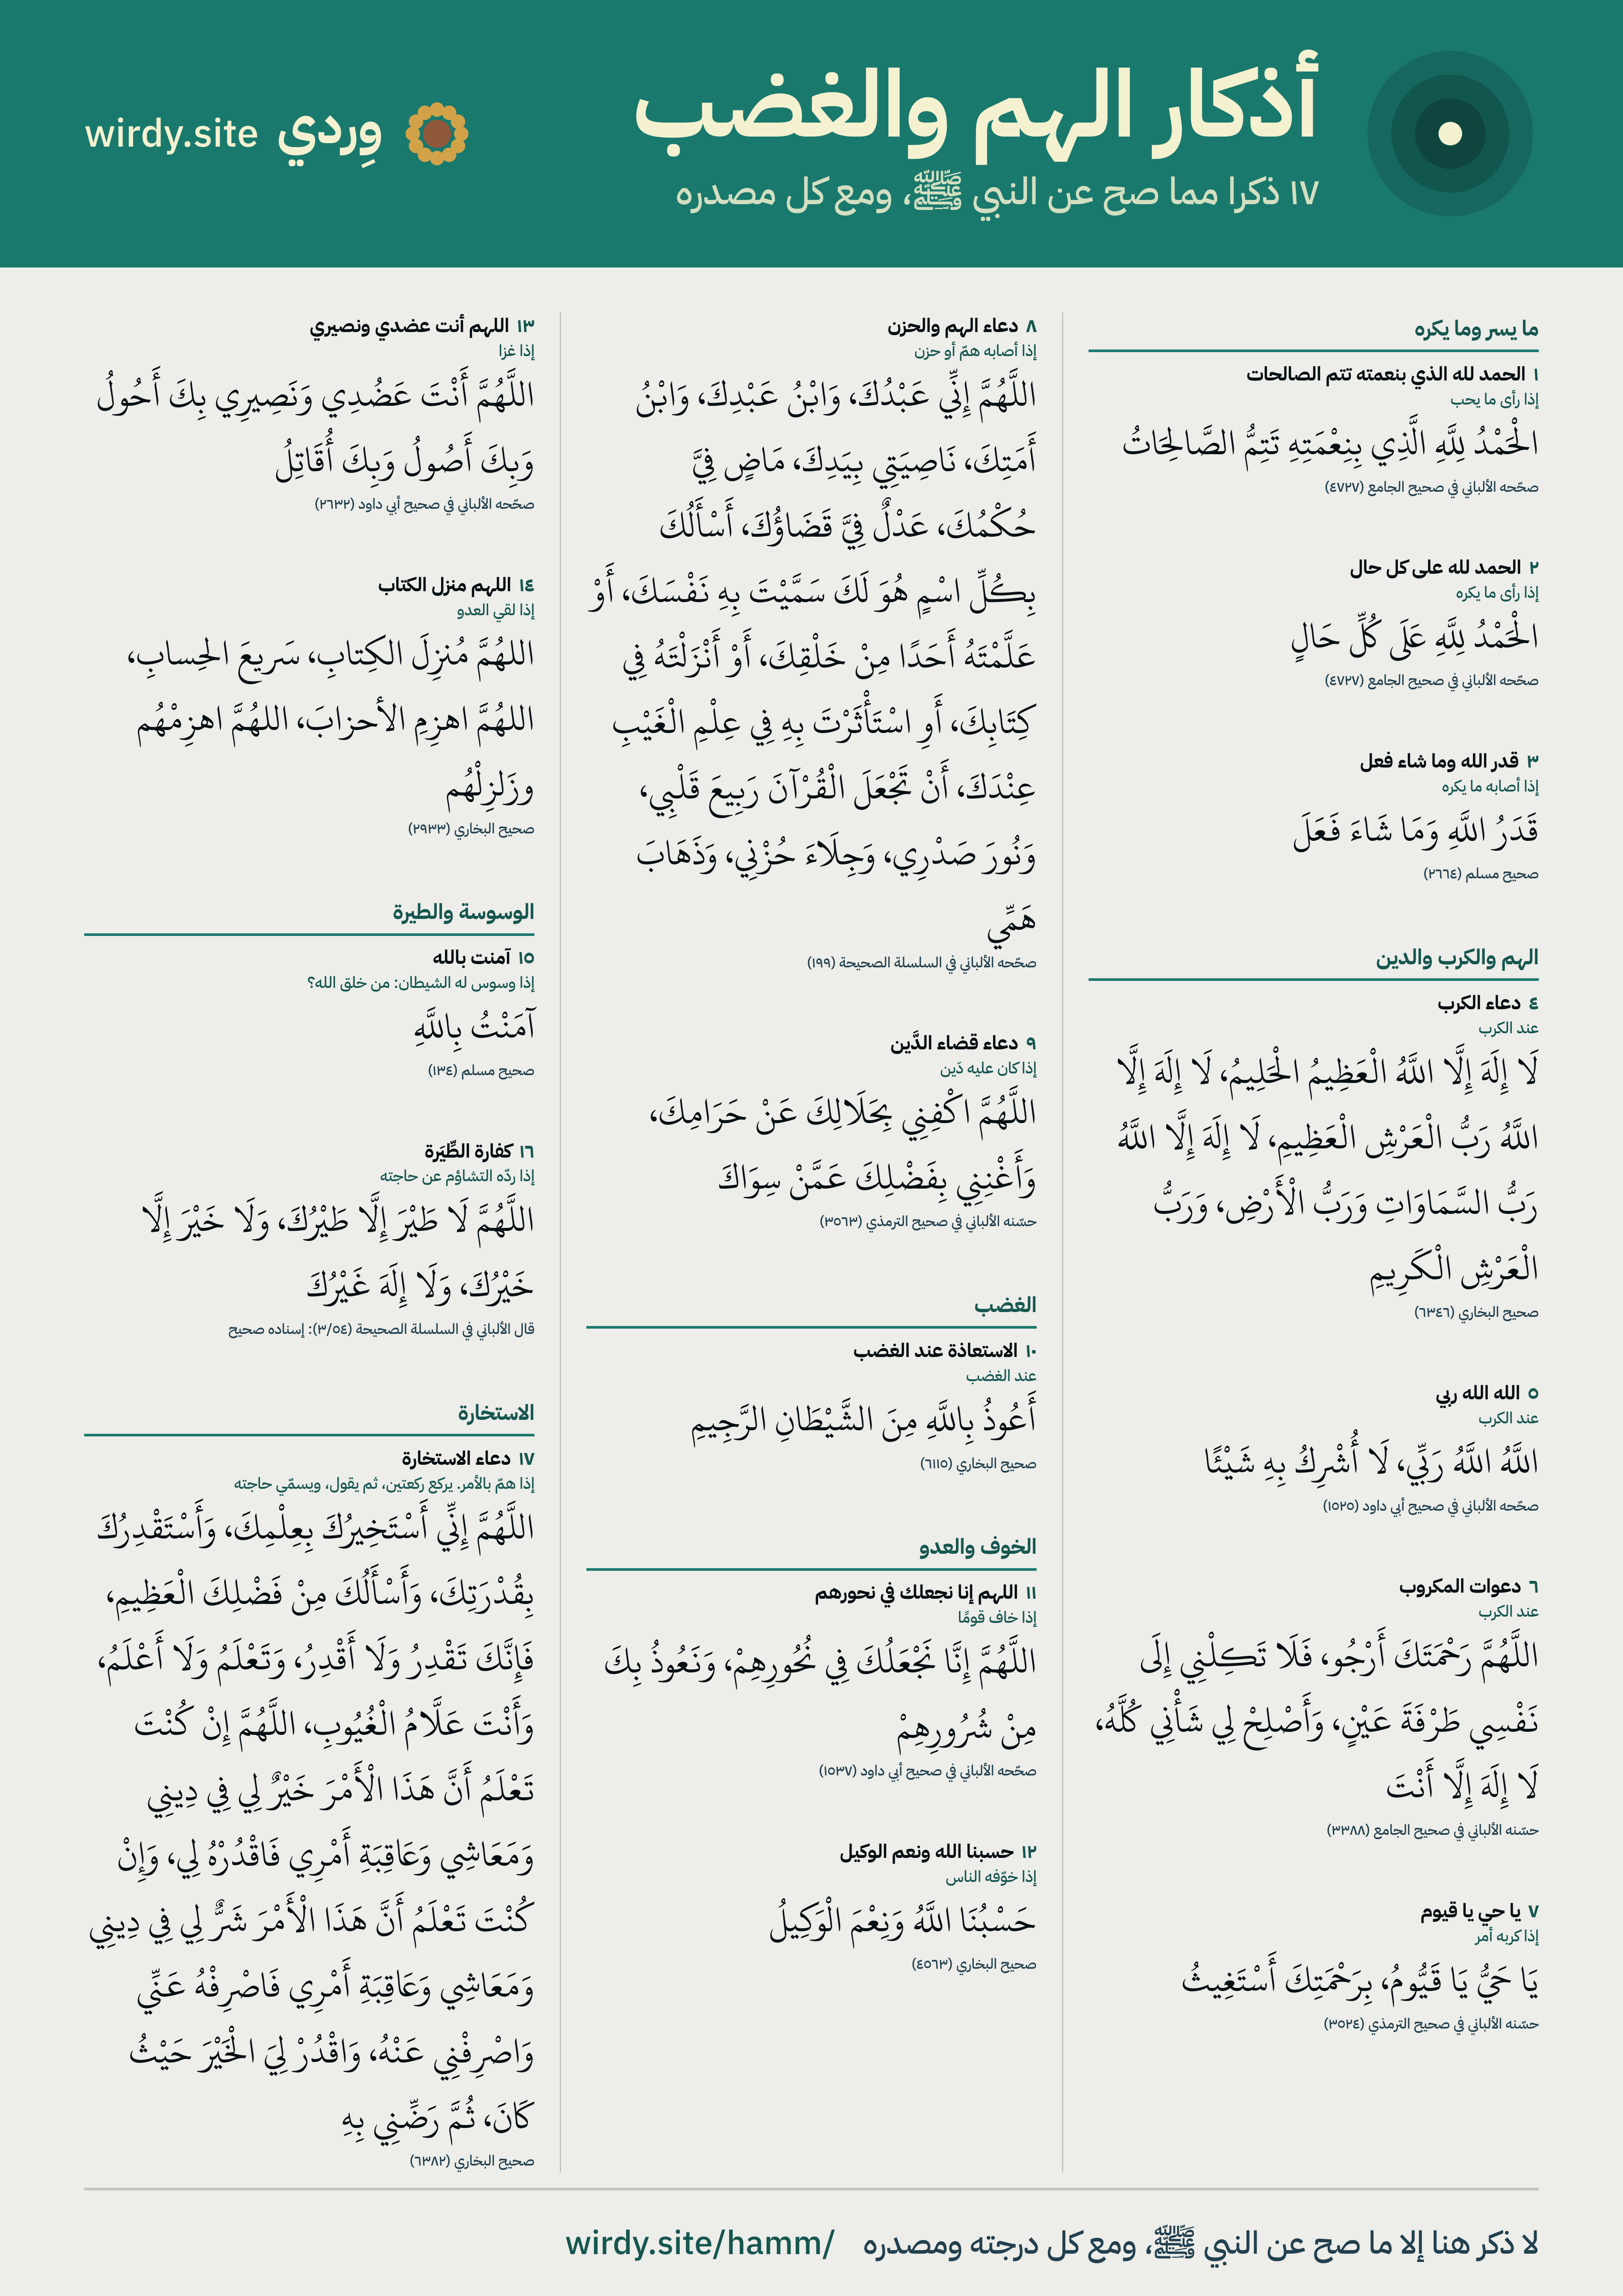 أذكار الهم والغضب
١٧ ذكرا مما صح عن النبي ﷺ، ومع كل مصدره
وِردي wirdy.site
ما يسر وما يكره
١ الحمد لله الذي بنعمته تتم الصالحات
إذا رأى ما يحب
الْحَمْدُ لِلَّهِ الَّذِي بِنِعْمَتِهِ تَتِمُّ الصَّالِحَاتُ
صحّحه الألباني في صحيح الجامع (٤٧٢٧)
٢ الحمد لله على كل حال
إذا رأى ما يكره
الْحَمْدُ لِلَّهِ عَلَى كُلِّ حَالٍ
صحّحه الألباني في صحيح الجامع (٤٧٢٧)
٣ قدر الله وما شاء فعل
إذا أصابه ما يكره
قَدَرُ اللَّهِ وَمَا شَاءَ فَعَلَ
صحيح مسلم (٢٦٦٤)
الهم والكرب والدين
٤ دعاء الكرب
عند الكرب
لَا إِلَهَ إِلَّا اللَّهُ الْعَظِيمُ الْحَلِيمُ، لَا إِلَهَ إِلَّا
اللَّهُ رَبُّ الْعَرْشِ الْعَظِيمِ، لَا إِلَهَ إِلَّا اللَّهُ
رَبُّ السَّمَاوَاتِ وَرَبُّ الْأَرْضِ، وَرَبُّ
الْعَرْشِ الْكَرِيمِ
صحيح البخاري (٦٣٤٦)
٥ الله الله ربي
عند الكرب
اللَّهُ اللَّهُ رَبِّي، لَا أُشْرِكُ بِهِ شَيْئًا
صحّحه الألباني في صحيح أبي داود (١٥٢٥)
٦ دعوات المكروب
عند الكرب
اللَّهُمَّ رَحْمَتَكَ أَرْجُو، فَلَا تَكِلْنِي إِلَى
نَفْسِي طَرْفَةَ عَيْنٍ، وَأَصْلِحْ لِي شَأْنِي كُلَّهُ،
لَا إِلَهَ إِلَّا أَنْتَ
حسّنه الألباني في صحيح الجامع (٣٣٨٨)
٧ يا حي يا قيوم
إذا كربه أمر
يَا حَيُّ يَا قَيُّومُ، بِرَحْمَتِكَ أَسْتَغِيثُ
حسّنه الألباني في صحيح الترمذي (٣٥٢٤)
٨ دعاء الهم والحزن
إذا أصابه همّ أو حزن
اللَّهُمَّ إِنِّي عَبْدُكَ، وَابْنُ عَبْدِكَ، وَابْنُ
أَمَتِكَ، نَاصِيَتِي بِيَدِكَ، مَاضٍ فِيَّ
حُكْمُكَ، عَدْلٌ فِيَّ قَضَاؤُكَ، أَسْأَلُكَ
بِكُلِّ اسْمٍ هُوَ لَكَ سَمَّيْتَ بِهِ نَفْسَكَ، أَوْ
عَلَّمْتَهُ أَحَدًا مِنْ خَلْقِكَ، أَوْ أَنْزَلْتَهُ فِي
كِتَابِكَ، أَوِ اسْتَأْثَرْتَ بِهِ فِي عِلْمِ الْغَيْبِ
عِنْدَكَ، أَنْ تَجْعَلَ الْقُرْآنَ رَبِيعَ قَلْبِي،
وَنُورَ صَدْرِي، وَجِلَاءَ حُزْنِي، وَذَهَابَ
هَمِّي
صحّحه الألباني في السلسلة الصحيحة (١٩٩)
٩ دعاء قضاء الدَّين
إذا كان عليه دَين
اللَّهُمَّ اكْفِنِي بِحَلَالِكَ عَنْ حَرَامِكَ،
وَأَغْنِنِي بِفَضْلِكَ عَمَّنْ سِوَاكَ
حسّنه الألباني في صحيح الترمذي (٣٥٦٣)
الغضب
١٠ الاستعاذة عند الغضب
عند الغضب
أَعُوذُ بِاللَّهِ مِنَ الشَّيْطَانِ الرَّجِيمِ
صحيح البخاري (٦١١٥)
الخوف والعدو
١١ اللهم إنا نجعلك في نحورهم
إذا خاف قومًا
اللَّهُمَّ إِنَّا نَجْعَلُكَ فِي نُحُورِهِمْ، وَنَعُوذُ بِكَ
مِنْ شُرُورِهِمْ
صحّحه الألباني في صحيح أبي داود (١٥٣٧)
١٢ حسبنا الله ونعم الوكيل
إذا خوّفه الناس
حَسْبُنَا اللَّهُ وَنِعْمَ الْوَكِيلُ
صحيح البخاري (٤٥٦٣)
١٣ اللهم أنت عضدي ونصيري
إذا غزا
اللَّهُمَّ أَنْتَ عَضُدِي وَنَصِيرِي بِكَ أَحُولُ
وَبِكَ أَصُولُ وَبِكَ أُقَاتِلُ
صحّحه الألباني في صحيح أبي داود (٢٦٣٢)
١٤ اللهم منزل الكتاب
إذا لقي العدو
اللهُمَّ مُنزِلَ الكِتابِ، سَريعَ الحِسابِ،
اللهُمَّ اهزِمِ الأحزابَ، اللهُمَّ اهزِمْهُم
وزَلزِلْهُم
صحيح البخاري (٢٩٣٣)
الوسوسة والطيرة
١٥ آمنت بالله
إذا وسوس له الشيطان: من خلق الله؟
آمَنْتُ بِاللَّهِ
صحيح مسلم (١٣٤)
١٦ كفارة الطِّيَرة
إذا ردّه التشاؤم عن حاجته
اللَّهُمَّ لَا طَيْرَ إِلَّا طَيْرُكَ، وَلَا خَيْرَ إِلَّا
خَيْرُكَ، وَلَا إِلَهَ غَيْرُكَ
قال الألباني في السلسلة الصحيحة (٣/٥٤): إسناده صحيح
الاستخارة
١٧ دعاء الاستخارة
إذا همّ بالأمر. يركع ركعتين، ثم يقول، ويسمّي حاجته
اللَّهُمَّ إِنِّي أَسْتَخِيرُكَ بِعِلْمِكَ، وَأَسْتَقْدِرُكَ
بِقُدْرَتِكَ، وَأَسْأَلُكَ مِنْ فَضْلِكَ الْعَظِيمِ،
فَإِنَّكَ تَقْدِرُ وَلَا أَقْدِرُ، وَتَعْلَمُ وَلَا أَعْلَمُ،
وَأَنْتَ عَلَّامُ الْغُيُوبِ، اللَّهُمَّ إِنْ كُنْتَ
تَعْلَمُ أَنَّ هَذَا الْأَمْرَ خَيْرٌ لِي فِي دِينِي
وَمَعَاشِي وَعَاقِبَةِ أَمْرِي فَاقْدُرْهُ لِي، وَإِنْ
كُنْتَ تَعْلَمُ أَنَّ هَذَا الْأَمْرَ شَرٌّ لِي فِي دِينِي
وَمَعَاشِي وَعَاقِبَةِ أَمْرِي فَاصْرِفْهُ عَنِّي
وَاصْرِفْنِي عَنْهُ، وَاقْدُرْ لِيَ الْخَيْرَ حَيْثُ
كَانَ، ثُمَّ رَضِّنِي بِهِ
صحيح البخاري (٦٣٨٢)
لا ذكر هنا إلا ما صح عن النبي ﷺ، ومع كل درجته ومصدره wirdy.site/hamm/